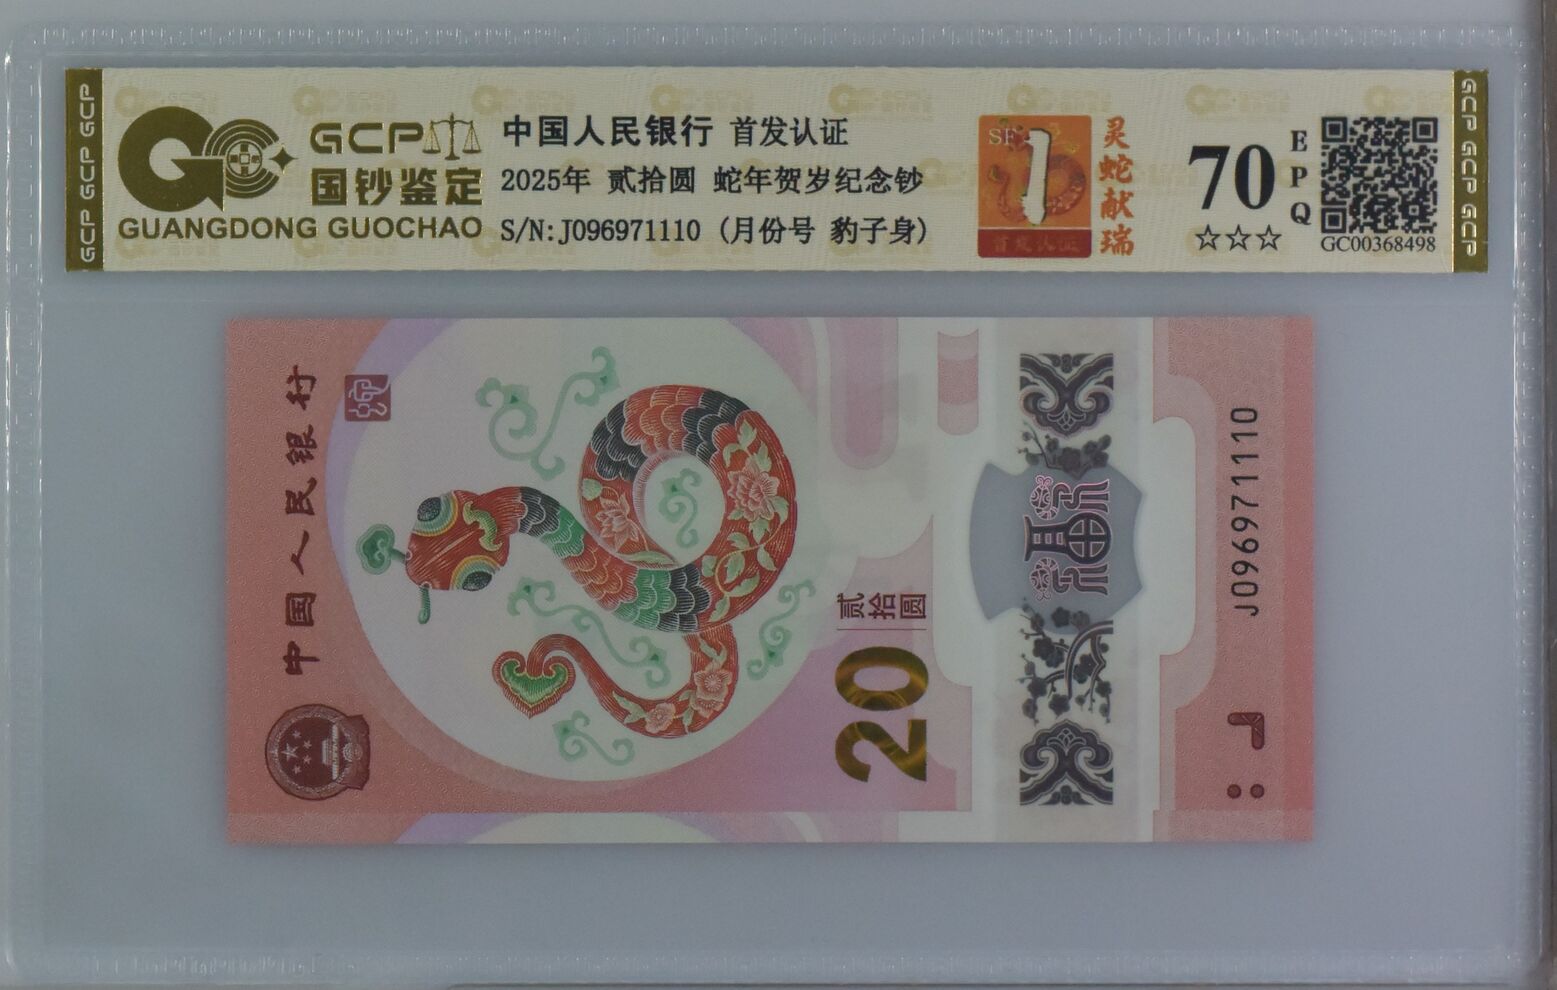 GCP GCP GCP
GCP
国钞鉴定
GUANGDONG GUOCHAO
中国人民银行 首发认证
2025年 贰拾圆 蛇年贺岁纪念钞
S/N:J096971110 (月份号 豹子身)
1
首发认证
灵蛇献瑞
70
EPQ
☆☆☆
GC00368498
GCP GCP GCP
中国人民银行
20
贰拾圆
福
J096971110